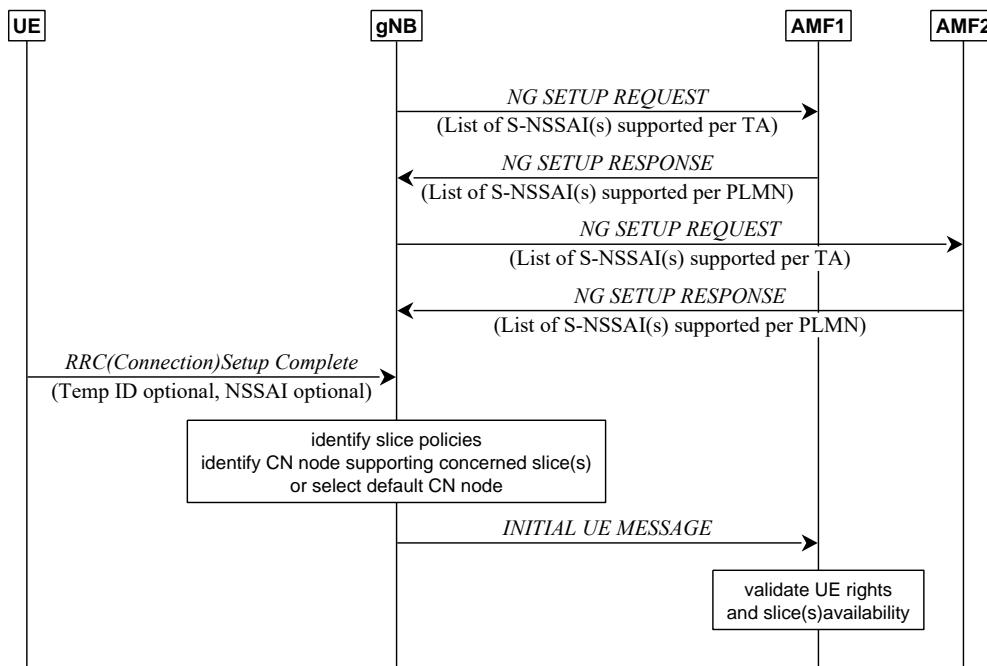 UE gNB AMF1 AMF2
NG SETUP REQUEST
(List of S-NSSAI(s) supported per TA)
NG SETUP RESPONSE
(List of S-NSSAI(s) supported per PLMN)
NG SETUP REQUEST
(List of S-NSSAI(s) supported per TA)
NG SETUP RESPONSE
(List of S-NSSAI(s) supported per PLMN)
RRC(Connection)Setup Complete
(Temp ID optional, NSSAI optional)
identify slice policies
identify CN node supporting concerned slice(s)
or select default CN node
INITIAL UE MESSAGE
validate UE rights
and slice(s)availability